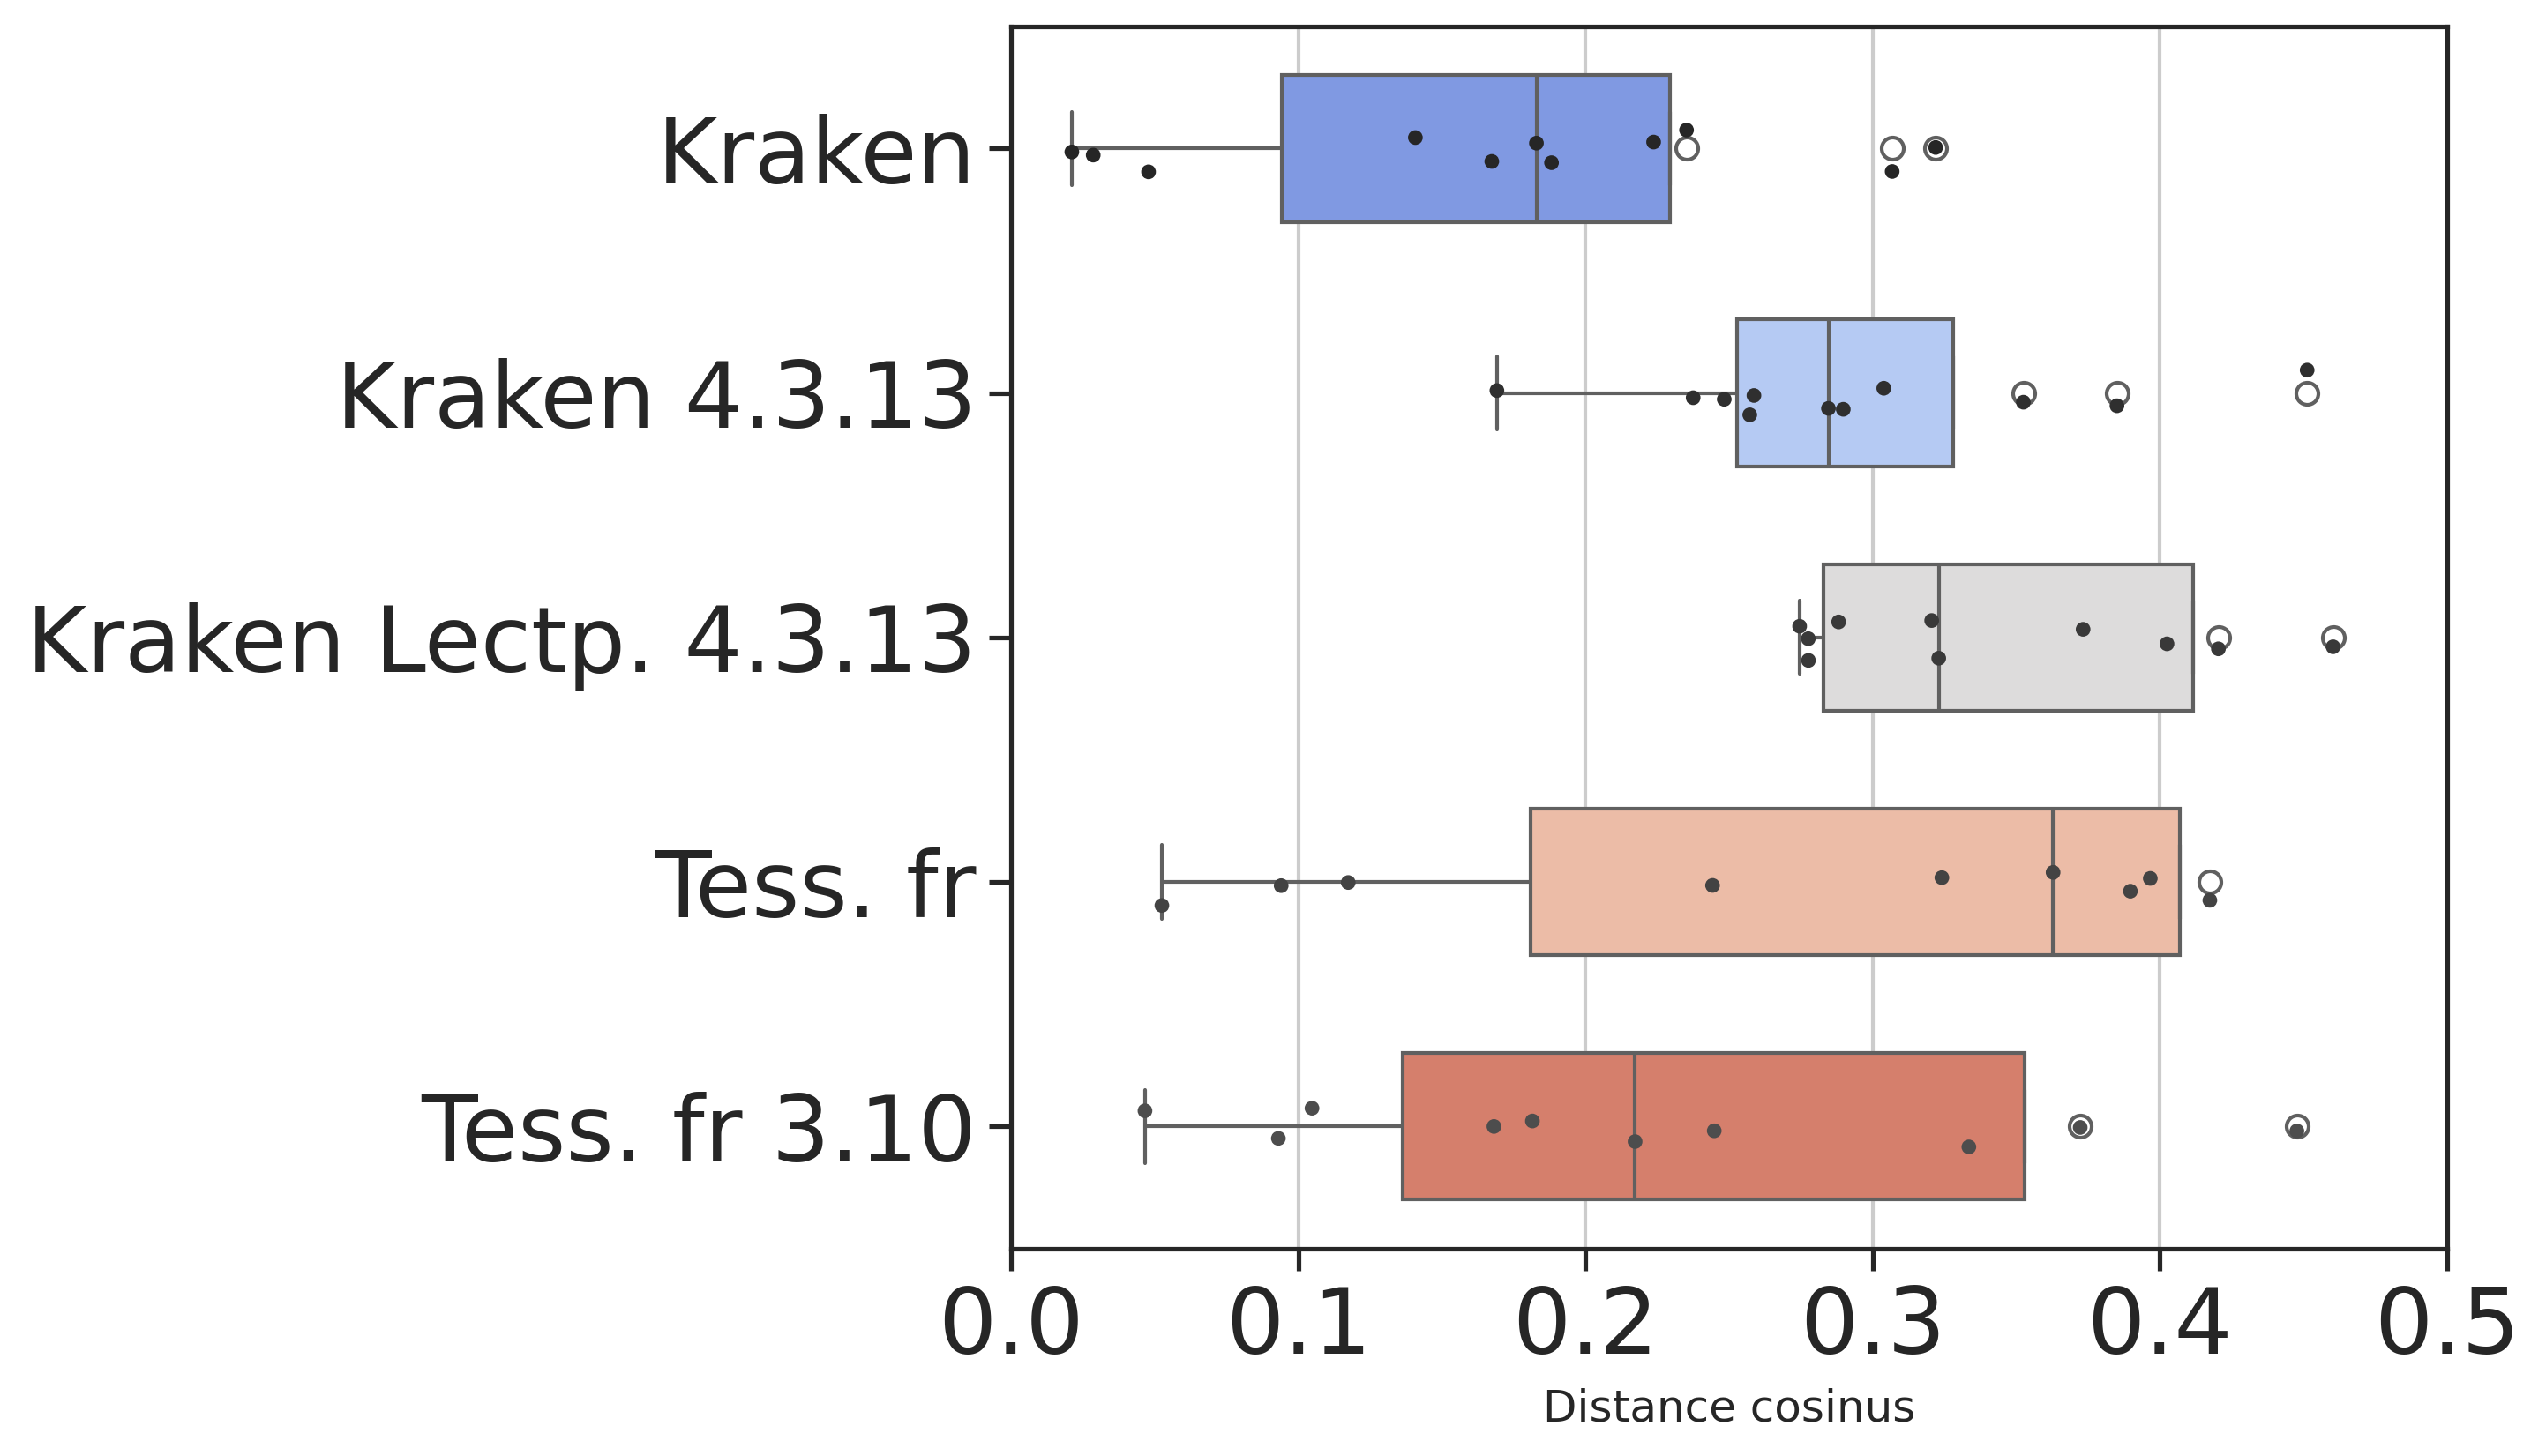 Kraken
Kraken 4.3.13
Kraken Lectp. 4.3.13
Tess. fr
Tess. fr 3.10
0.0 0.1 0.2 0.3 0.4 0.5
Distance cosinus